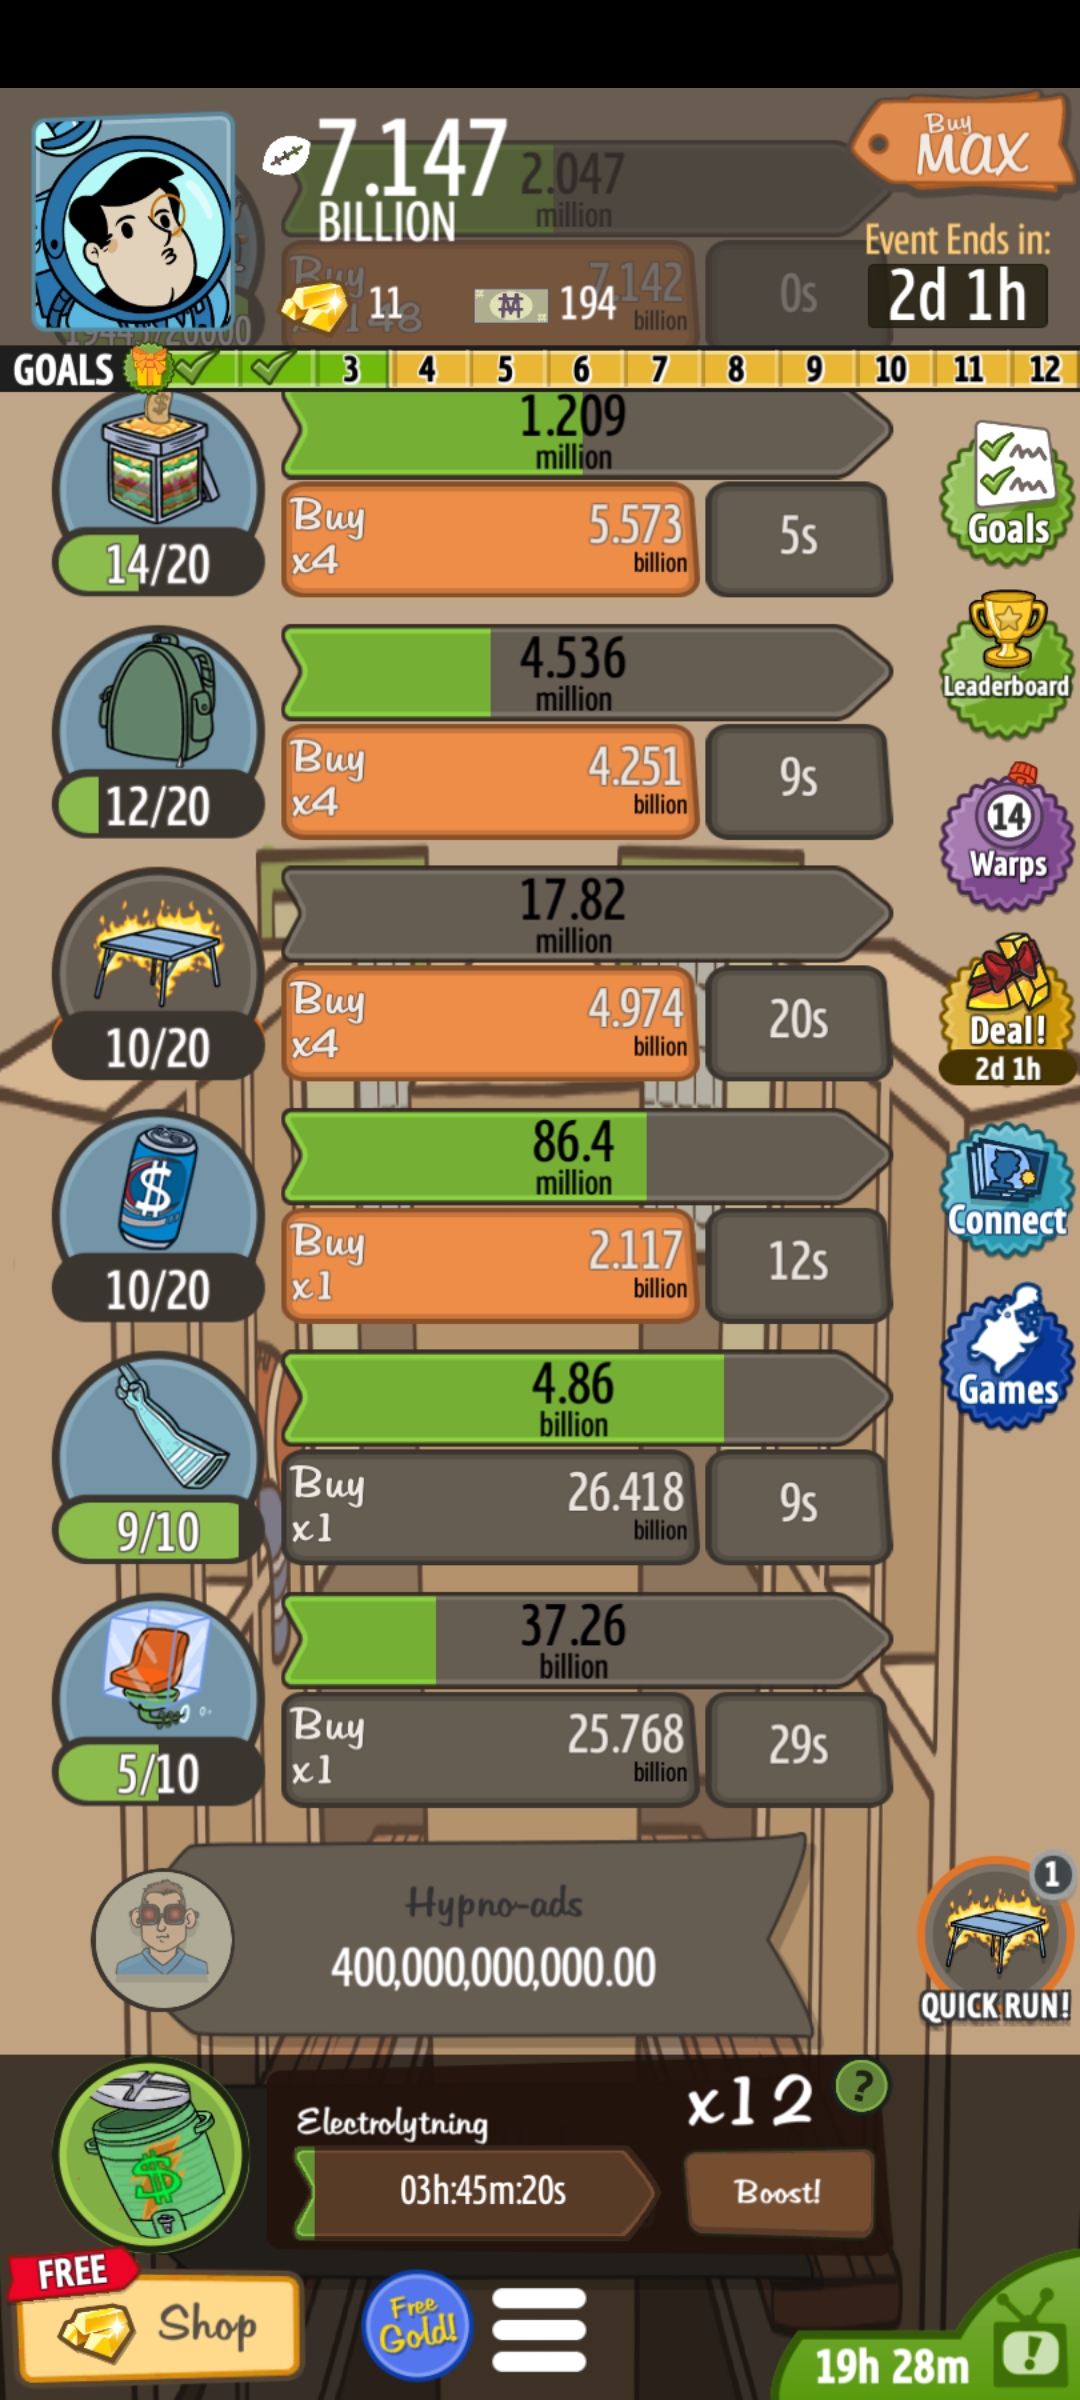 7.147
BILLION
2.047
million
Buy
MAX
Event Ends in:
2d 1h
11
194
Buy
7.142
billion
0s
GOALS
3 4 5 6 7 8 9 10 11 12
1.209
million
14/20
Buy
x4
5.573
billion
5s
Goals
4.536
million
12/20
Buy
x4
4.251
billion
9s
Leaderboard
14
Warps
17.82
million
10/20
Buy
x4
4.974
billion
20s
Deal!
2d 1h
86.4
million
10/20
Buy
x1
2.117
billion
12s
Connect
4.86
billion
9/10
Buy
x1
26.418
billion
9s
Games
37.26
billion
5/10
Buy
x1
25.768
billion
29s
Hypno-ads
400,000,000,000.00
1
QUICK RUN!
Electrolytning
x12
?
03h:45m:20s
Boost!
FREE
Shop
Free
Gold!
19h 28m